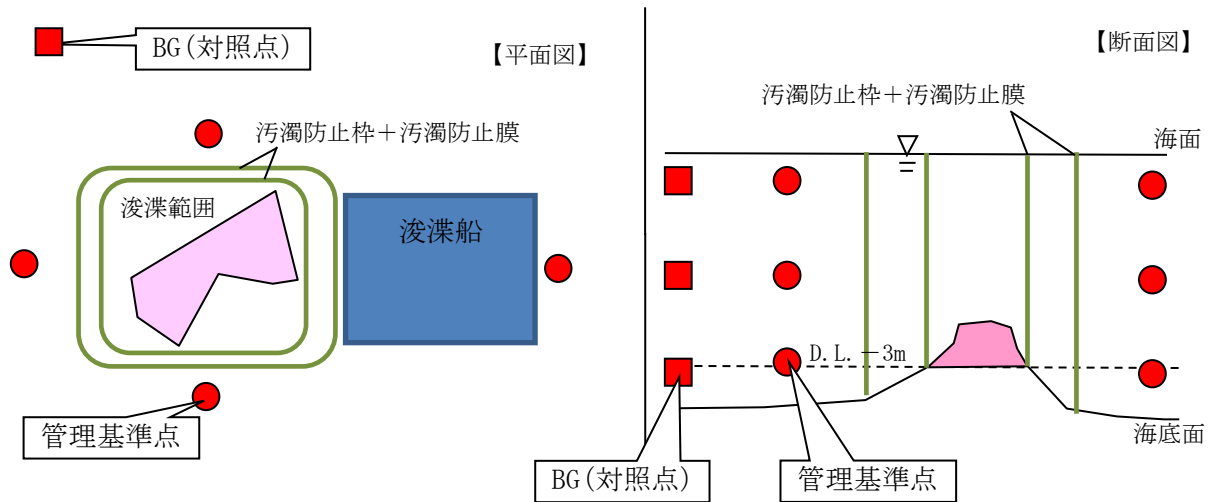 BG(対照点)
【平面図】
汚濁防止枠+汚濁防止膜
浚渫範囲
浚渫船
管理基準点
【断面図】
汚濁防止枠+汚濁防止膜
海面
D.L.-3m
海底面
BG(対照点)
管理基準点